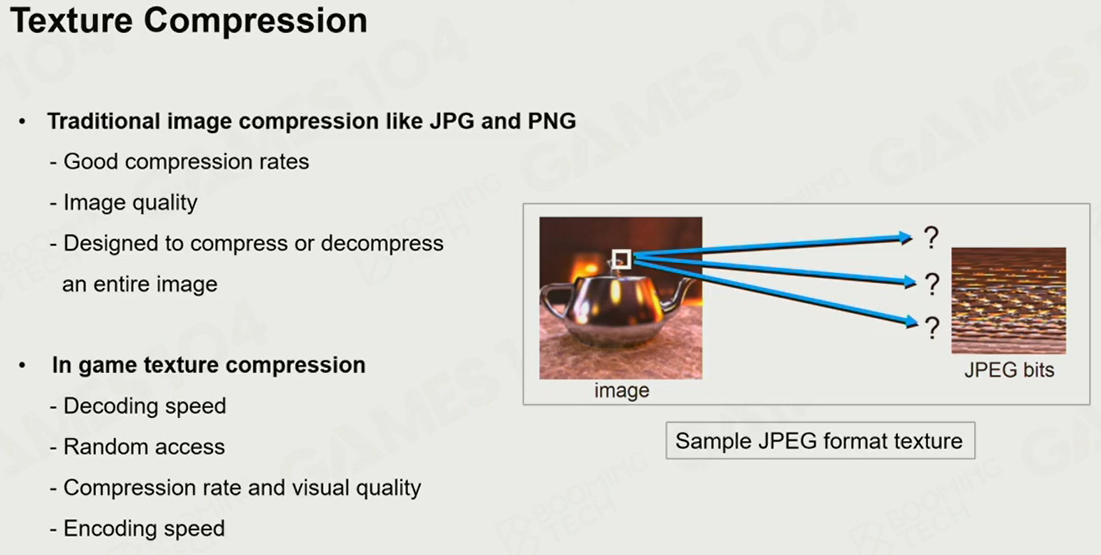 Texture Compression
• Traditional image compression like JPG and PNG
- Good compression rates
- Image quality
- Designed to compress or decompress
an entire image
• In game texture compression
- Decoding speed
- Random access
- Compression rate and visual quality
- Encoding speed
?
?
?
image
JPEG bits
Sample JPEG format texture
GAMES 104
BOOMING TECH